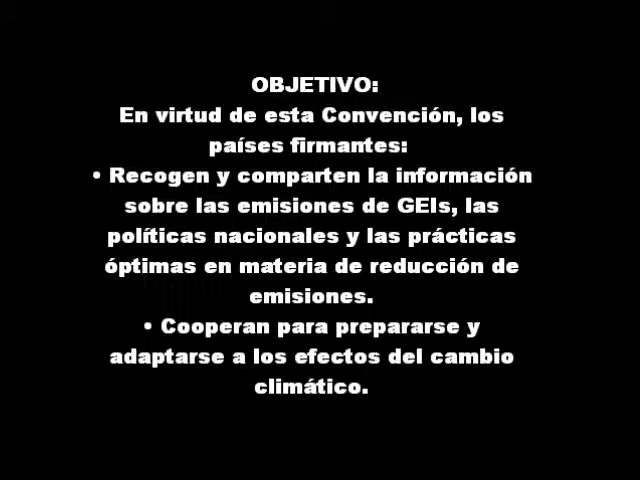 OBJETIVO:
En virtud de esta Convención, los
países firmantes:
• Recogen y comparten la información
sobre las emisiones de GEIs, las
políticas nacionales y las prácticas
óptimas en materia de reducción de
emisiones.
• Cooperan para prepararse y
adaptarse a los efectos del cambio
climático.